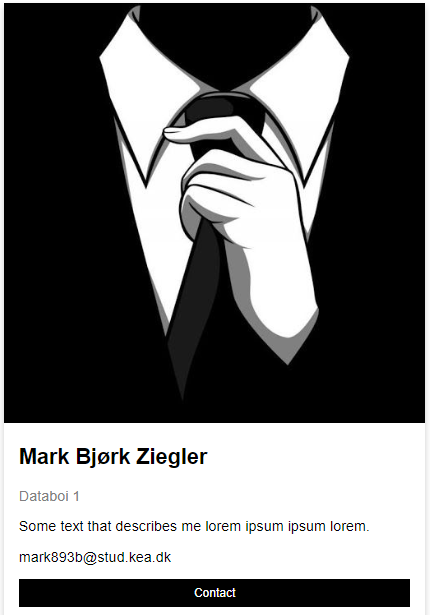 Mark Bjørk Ziegler
Databoi 1
Some text that describes me lorem ipsum ipsum lorem.
mark893b@stud.kea.dk
Contact